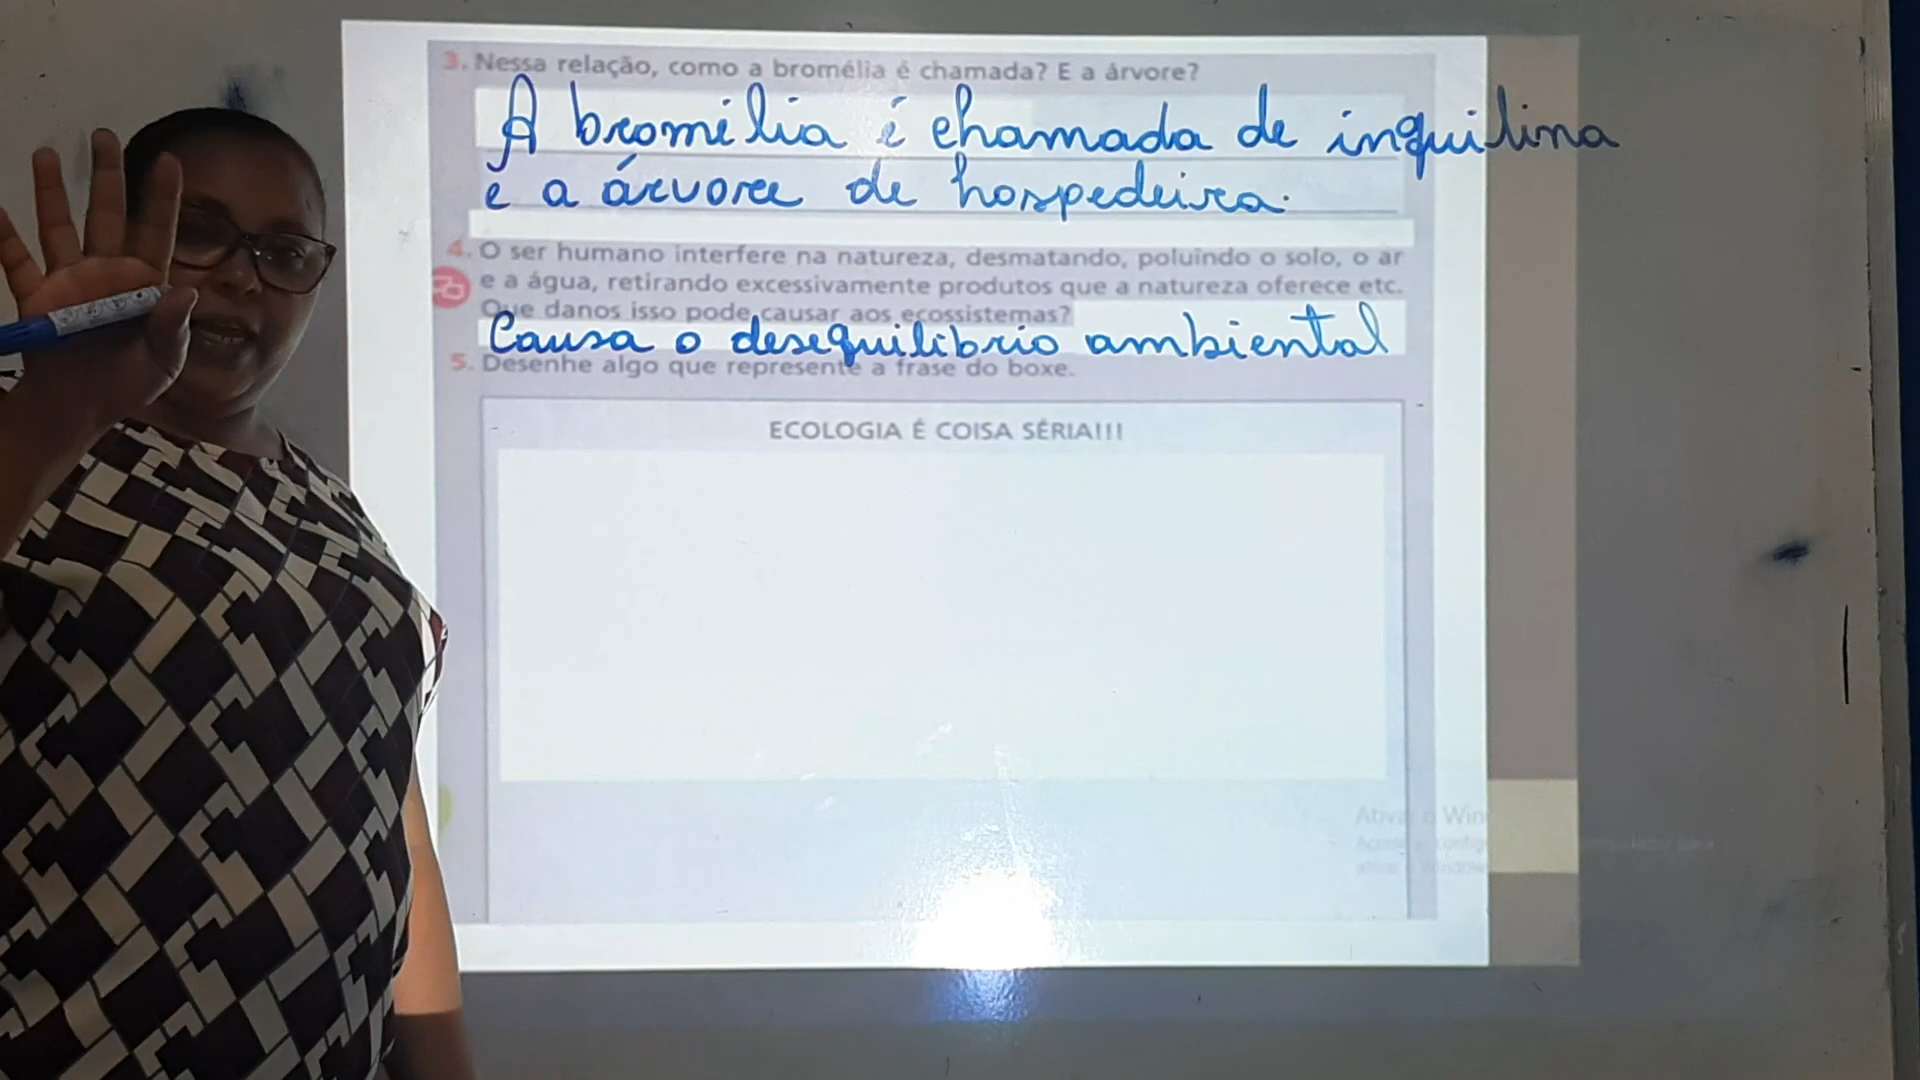 3. Nessa relação, como a bromélia é chamada? E a árvore?
A bromélia é chamada de inquilina
e a árvore de hospedeira.
4. O ser humano interfere na natureza, desmatando, poluindo o solo, o ar
e a água, retirando excessivamente produtos que a natureza oferece etc.
Que danos isso pode causar aos ecossistemas?
Causa o desequilíbrio ambiental
5. Desenhe algo que represente a frase do boxe.
ECOLOGIA É COISA SÉRIA!!!
Ativar o Win